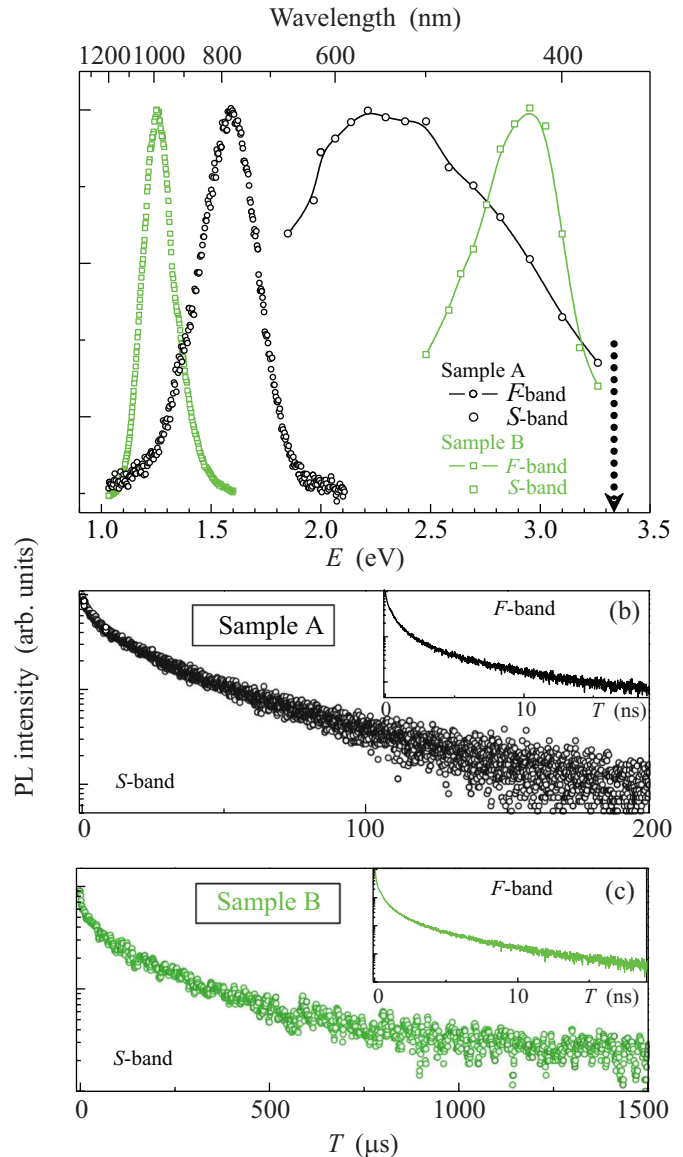 Wavelength (nm)
1200 1000 800 600 400
Sample A
F-band
S-band
Sample B
F-band
S-band
1.0 1.5 2.0 2.5 3.0 3.5
E (eV)
PL intensity (arb. units)
Sample A
F-band
(b)
0 10 T (ns)
S-band
0 100 200
Sample B
F-band
(c)
0 10 T (ns)
S-band
0 500 1000 1500
T (μs)